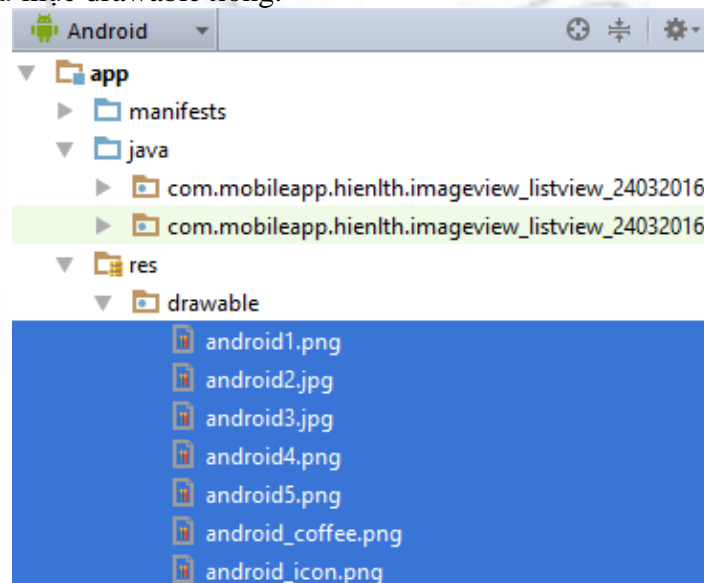 drawable
Android
app
manifests
java
com.mobileapp.hienlth.imageview_listview_24032016
com.mobileapp.hienlth.imageview_listview_24032016
res
drawable
android1.png
android2.jpg
android3.jpg
android4.png
android5.png
android_coffee.png
android_icon.png